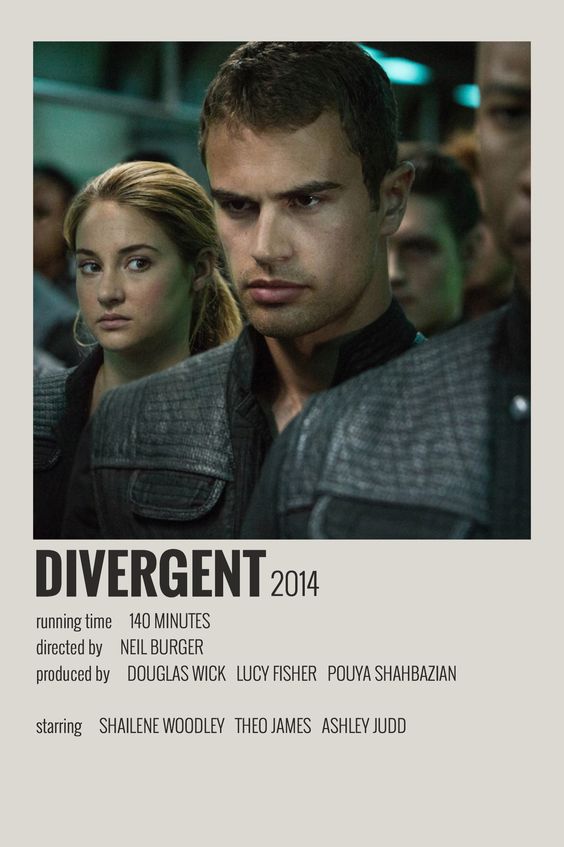 DIVERGENT 2014
running time 140 MINUTES
directed by NEIL BURGER
produced by DOUGLAS WICK LUCY FISHER POUYA SHAHBAZIAN
starring SHAILENE WOODLEY THEO JAMES ASHLEY JUDD